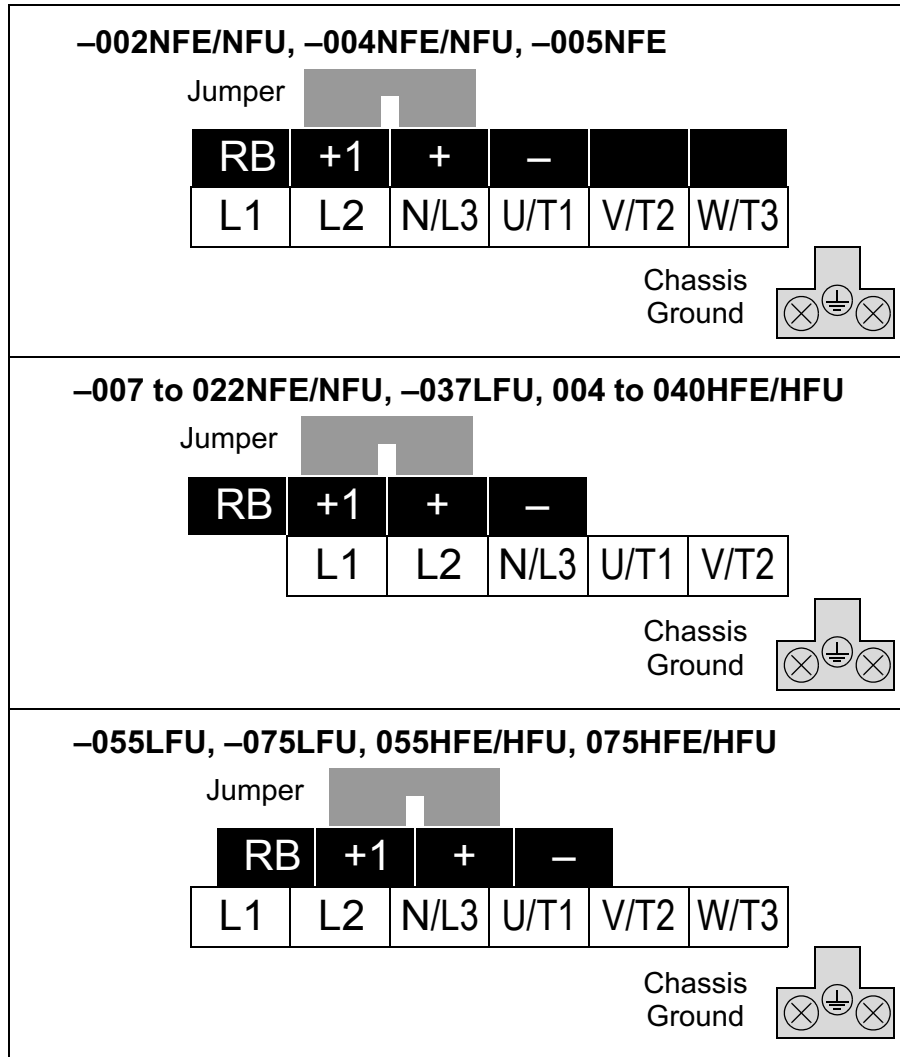 –002NFE/NFU, –004NFE/NFU, –005NFE
Jumper
RB +1 + –
L1 L2 N/L3 U/T1 V/T2 W/T3
Chassis
Ground
–007 to 022NFE/NFU, –037LFU, 004 to 040HFE/HFU
Jumper
RB +1 + –
L1 L2 N/L3 U/T1 V/T2
Chassis
Ground
–055LFU, –075LFU, 055HFE/HFU, 075HFE/HFU
Jumper
RB +1 + –
L1 L2 N/L3 U/T1 V/T2 W/T3
Chassis
Ground